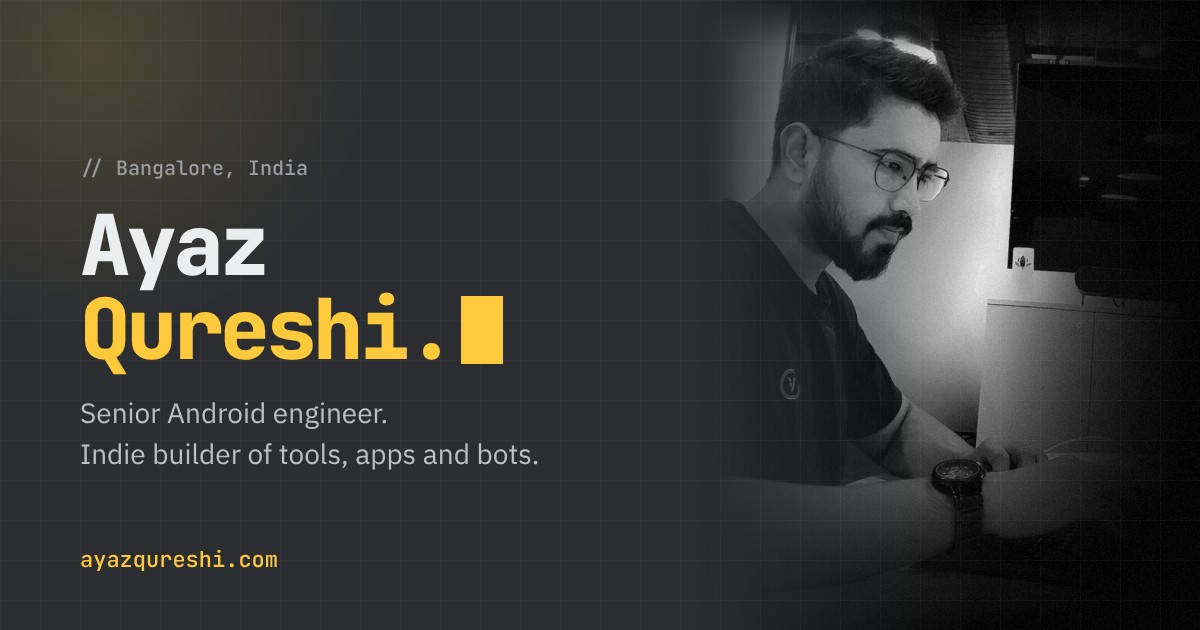 // Bangalore, India
Ayaz
Qureshi.
Senior Android engineer.
Indie builder of tools, apps and bots.
ayazqureshi.com